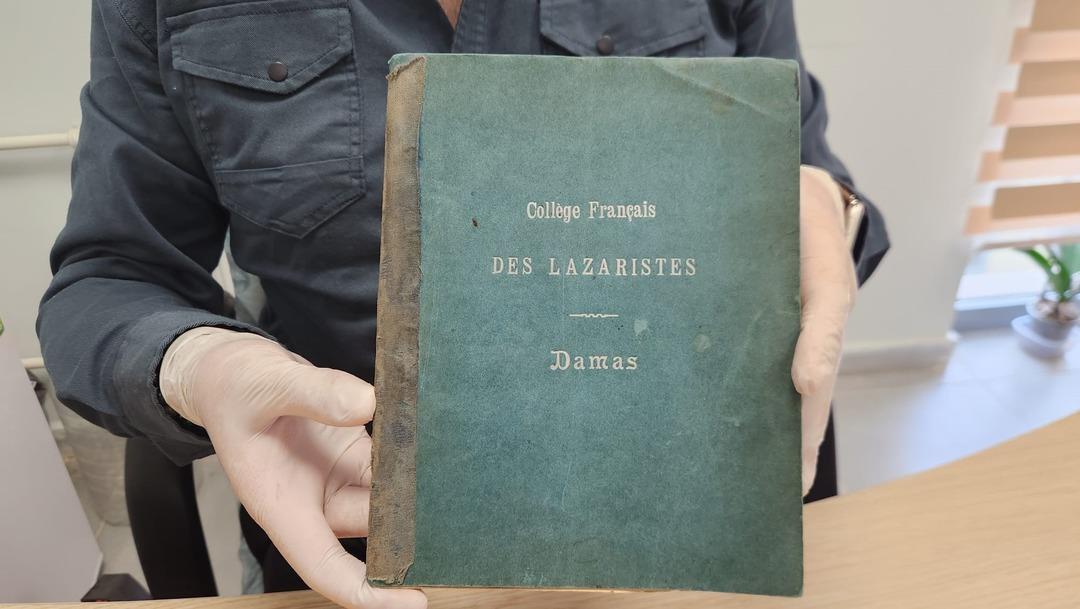 Collège Français
DES LAZARISTES
Damas